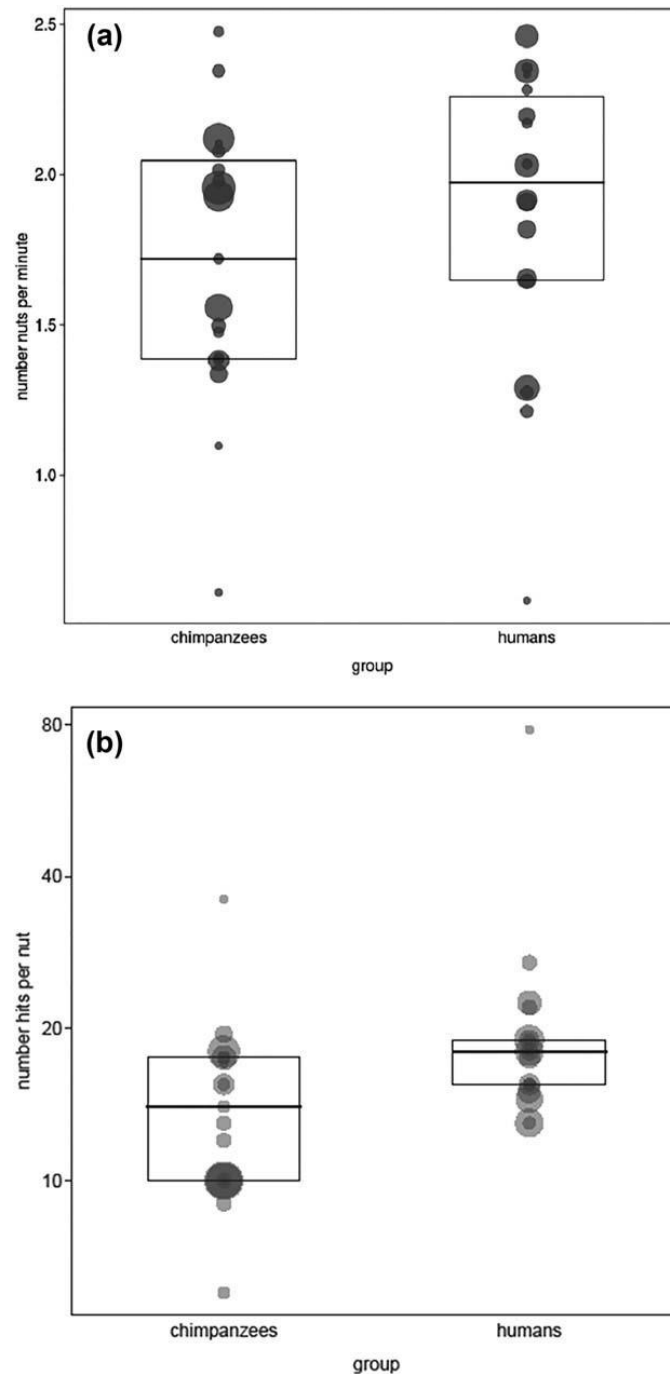 (a)
2.5
2.0
1.5
1.0
number nuts per minute
chimpanzees humans
group
(b)
80
40
20
10
number hits per nut
chimpanzees humans
group